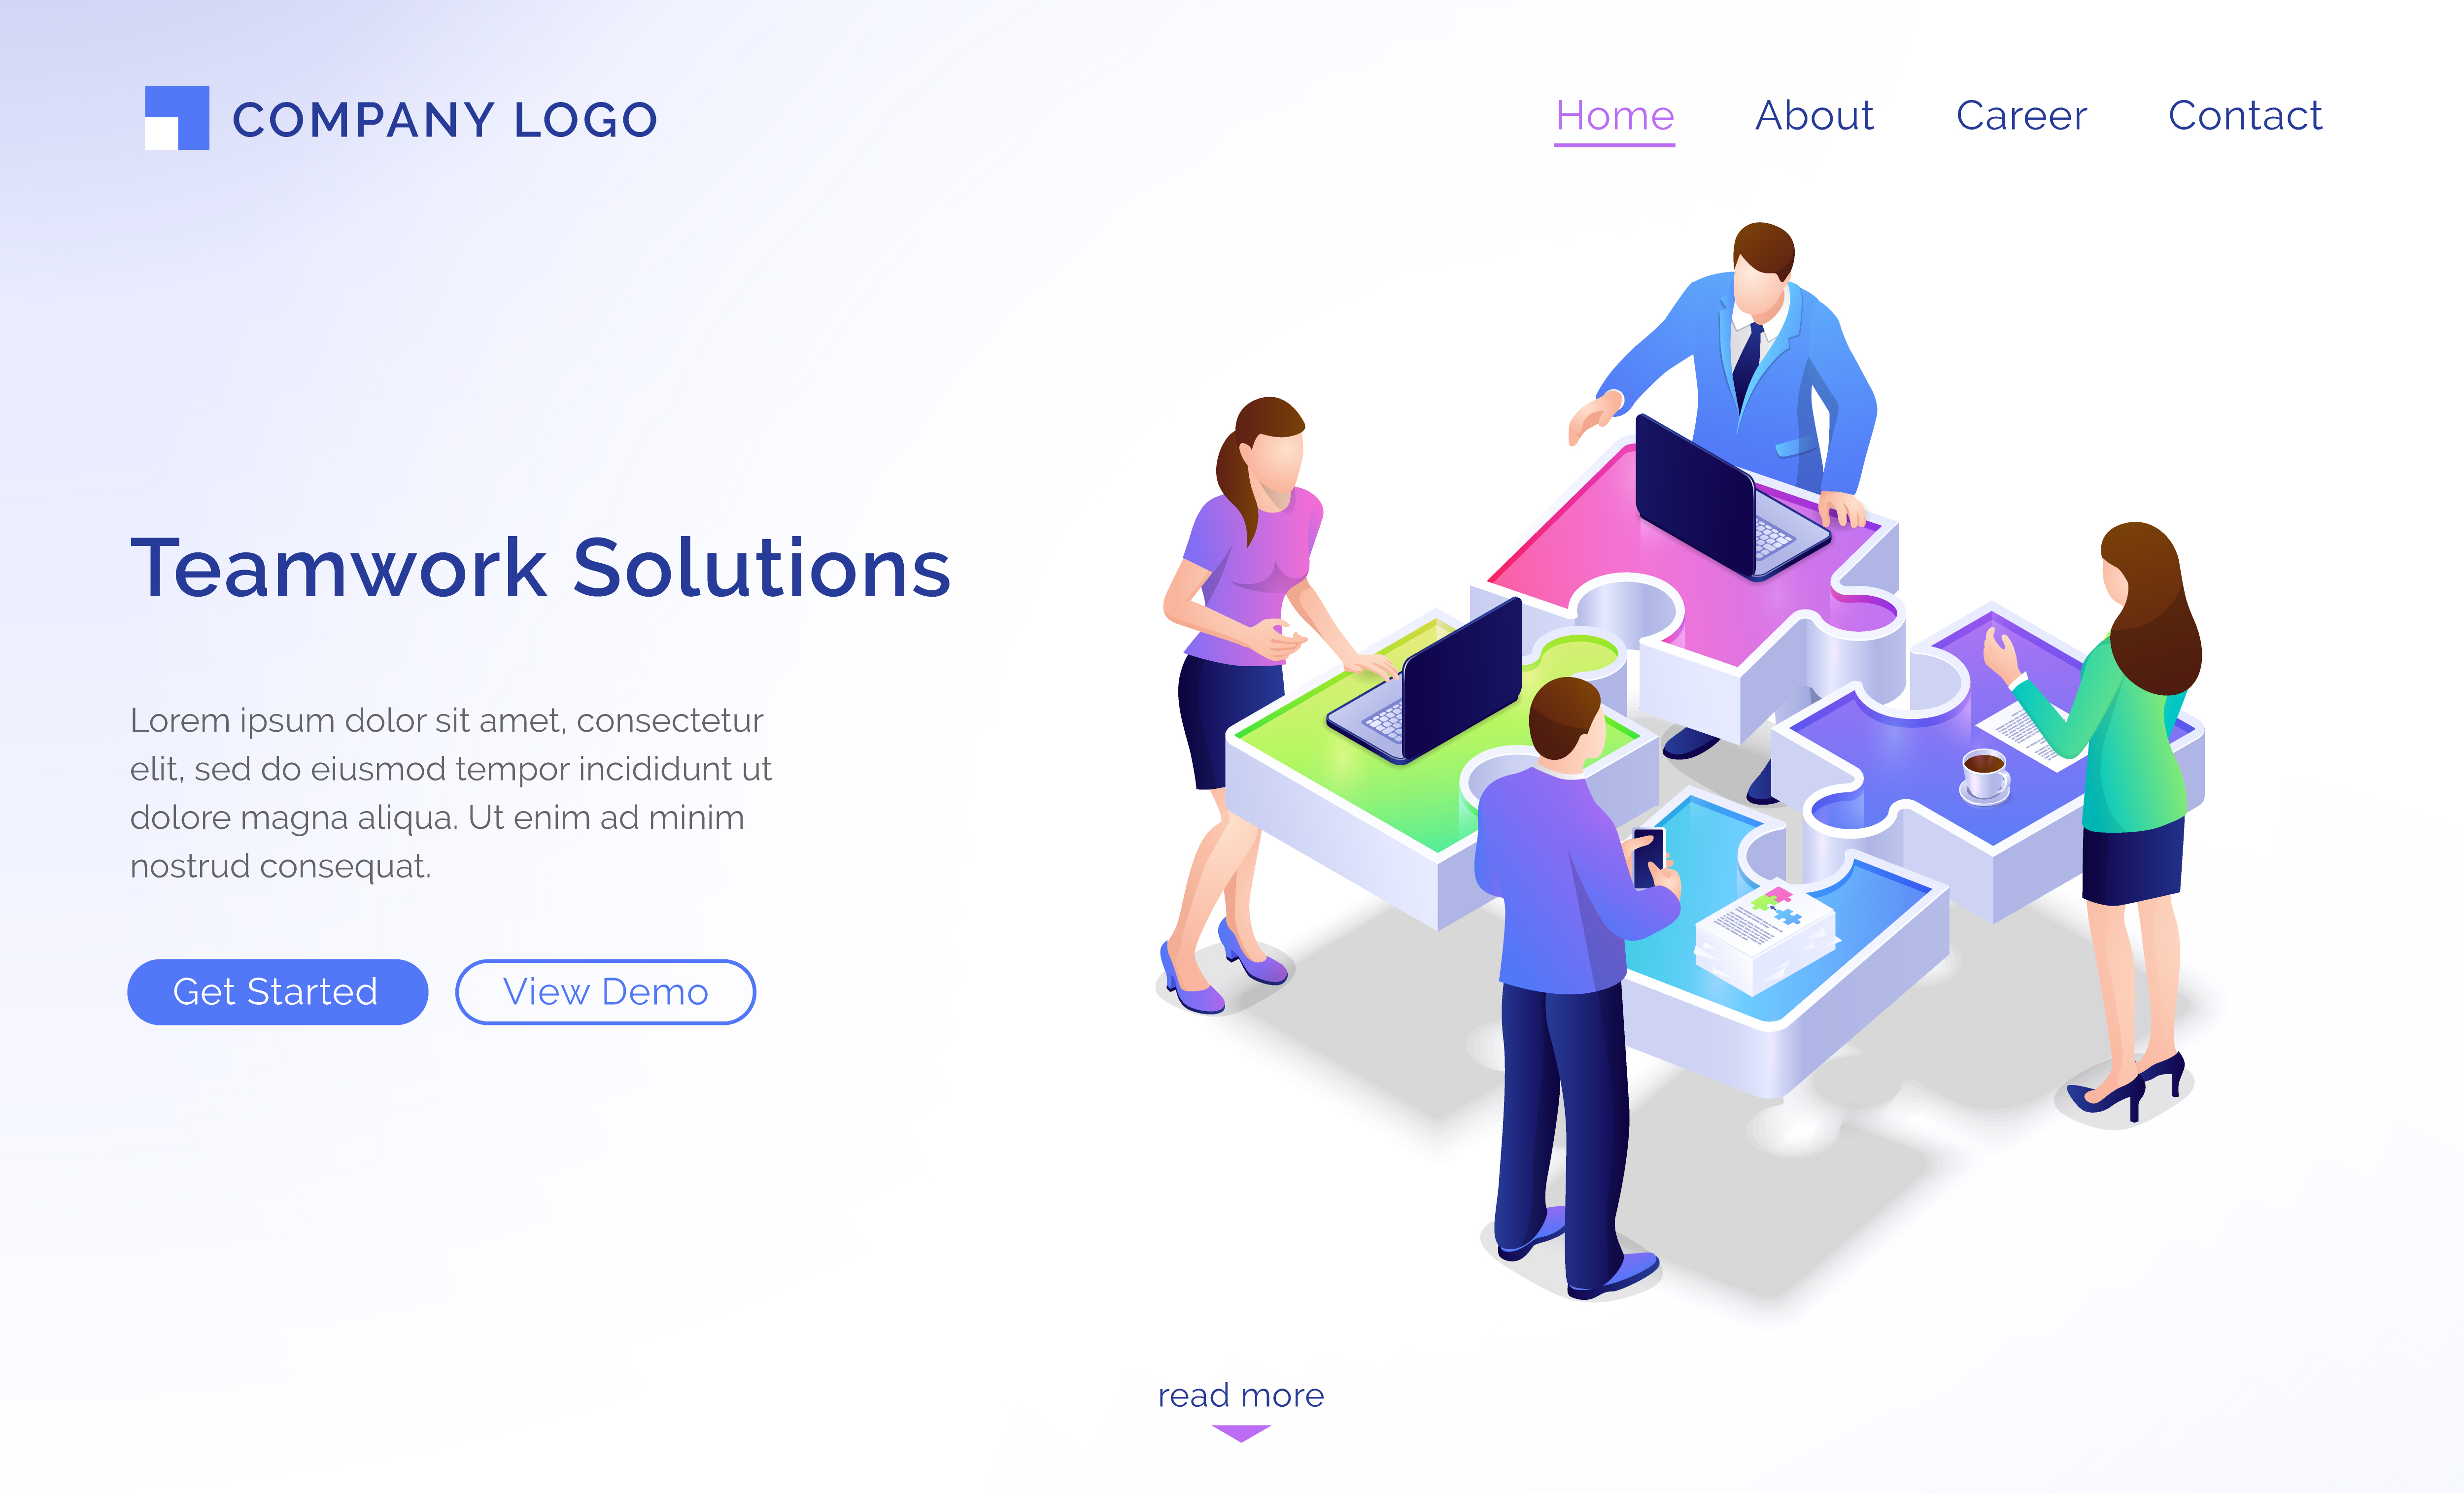 COMPANY LOGO
Home About Career Contact
Teamwork Solutions
Lorem ipsum dolor sit amet, consectetur
elit, sed do eiusmod tempor incididunt ut
dolore magna aliqua. Ut enim ad minim
nostrud consequat.
Get Started View Demo
read more